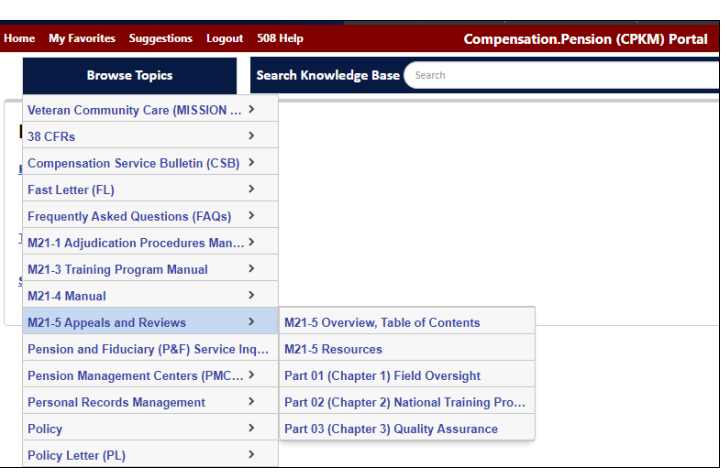 Home My Favorites Suggestions Logout 508 Help Compensation.Pension (CPKM) Portal
Browse Topics Search Knowledge Base Search
Veteran Community Care (MISSION ...
38 CFRs
Compensation Service Bulletin (CSB)
Fast Letter (FL)
Frequently Asked Questions (FAQs)
M21-1 Adjudication Procedures Man...
M21-3 Training Program Manual
M21-4 Manual
M21-5 Appeals and Reviews
M21-5 Overview, Table of Contents
Pension and Fiduciary (P&F) Service Inq...
M21-5 Resources
Pension Management Centers (PMC...
Part 01 (Chapter 1) Field Oversight
Personal Records Management
Part 02 (Chapter 2) National Training Pro...
Policy
Part 03 (Chapter 3) Quality Assurance
Policy Letter (PL)